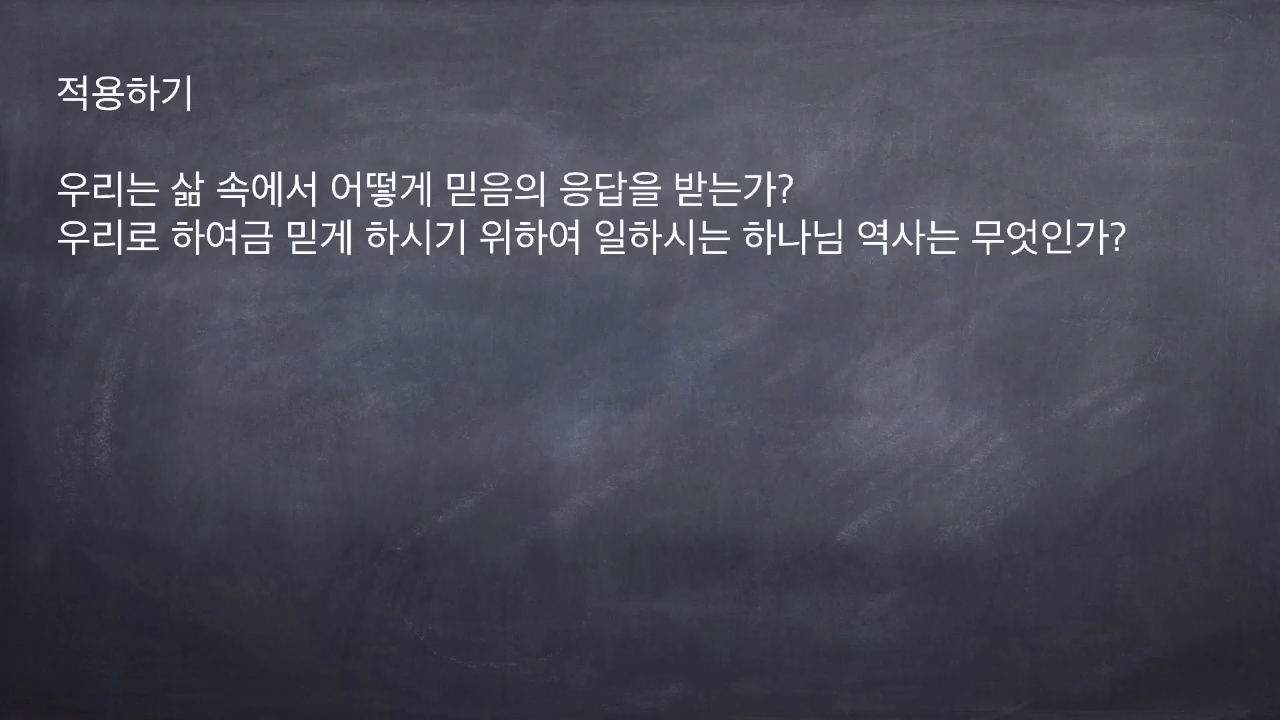 적용하기
우리는 삶 속에서 어떻게 믿음의 응답을 받는가?
우리로 하여금 믿게 하시기 위하여 일하시는 하나님 역사는 무엇인가?